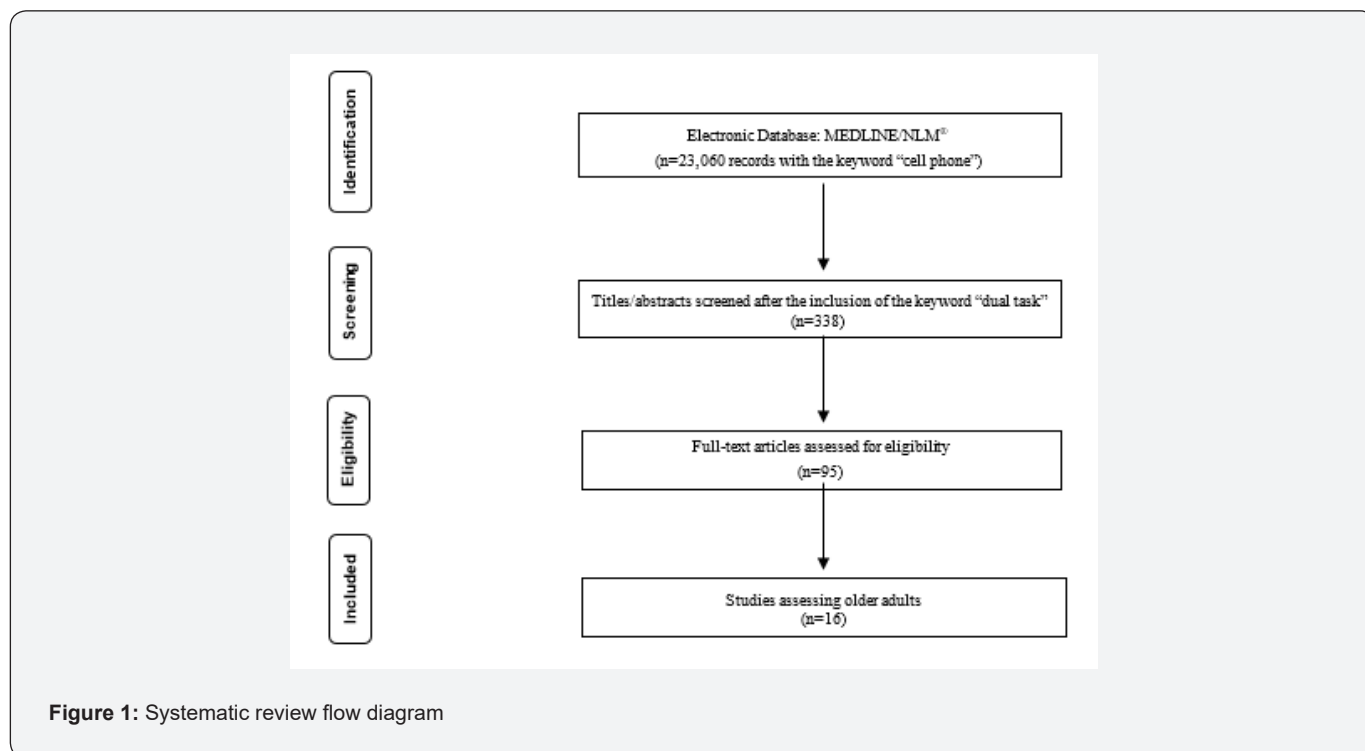 Identification
Electronic Database: MEDLINE/NLM®
(n=23,060 records with the keyword “cell phone”)
Screening
Titles/abstracts screened after the inclusion of the keyword “dual task”
(n=338)
Eligibility
Full-text articles assessed for eligibility
(n=95)
Included
Studies assessing older adults
(n=16)
Figure 1: Systematic review flow diagram